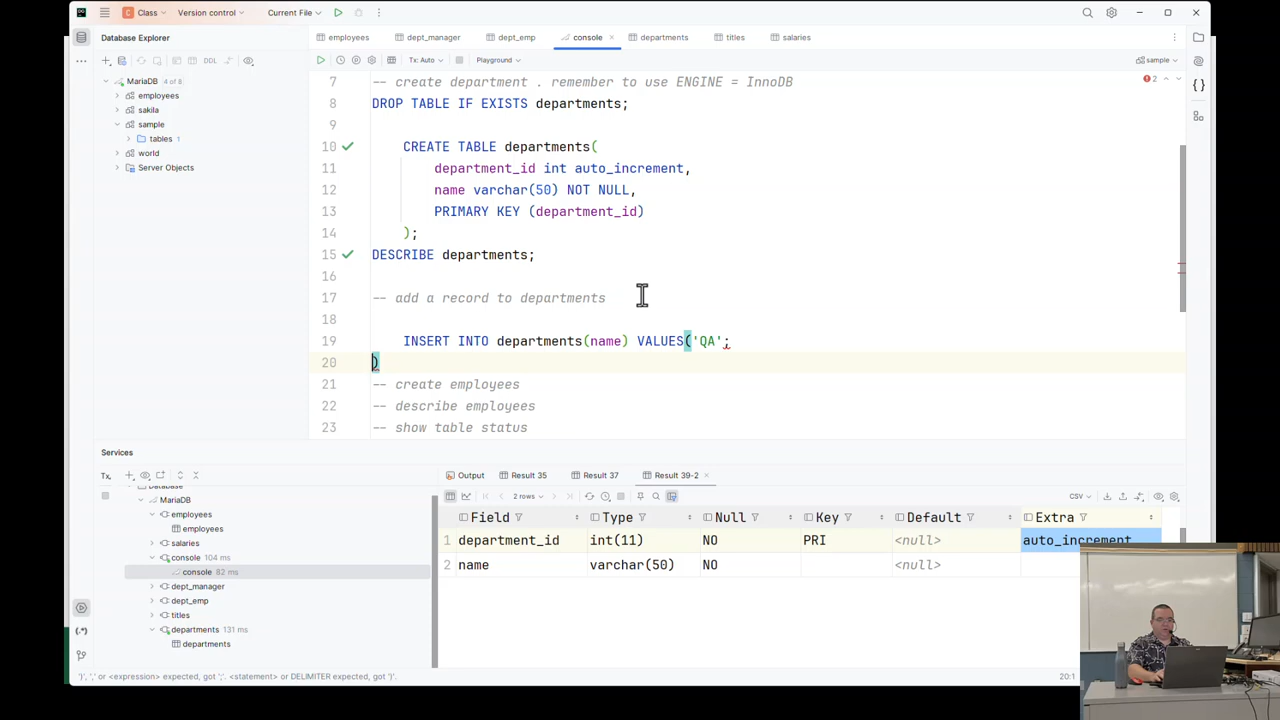 Class
Version control
Current File
Database Explorer
employees
dept_manager
dept_emp
console
departments
titles
salaries
DDL
Tx: Auto
Playground
sample
MariaDB 4 of 8
employees
sakila
sample
tables 1
world
Server Objects
2
7 -- create department . remember to use ENGINE = InnoDB
8 DROP TABLE IF EXISTS departments;
9
10 CREATE TABLE departments(
11 department_id int auto_increment,
12 name varchar(50) NOT NULL,
13 PRIMARY KEY (department_id)
14 );
15 DESCRIBE departments;
16
17 -- add a record to departments
18
19 INSERT INTO departments(name) VALUES('QA';
20 )
21 -- create employees
22 -- describe employees
23 -- show table status
Services
Tx
Database
MariaDB
employees
employees
salaries
console 104 ms
console 82 ms
dept_manager
dept_emp
titles
departments 131 ms
departments
Output
Result 35
Result 37
Result 39-2
2 rows
CSV
Field Type Null Key Default Extra
1 department_id int(11) NO PRI <null> auto_increment
2 name varchar(50) NO <null>
')', ',' or <expression> expected, got ';'. <statement> or DELIMITER expected, got ')'.
20:1